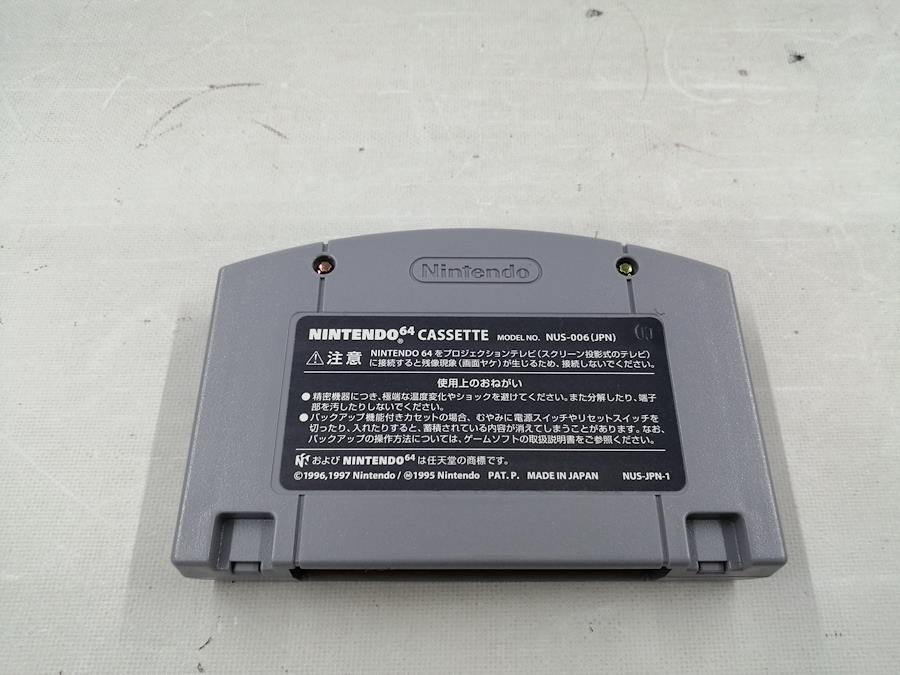 Nintendo
NINTENDO64 CASSETTE MODEL NO. NUS-006(JPN)
注意 NINTENDO 64 をプロジェクションテレビ(スクリーン投影式のテレビ)
に接続すると残像現象(画面ヤケ)が生じるため、接続しないでください。
使用上のおねがい
●精密機器につき、極端な温度変化やショックを避けてください。また分解したり、端子
部を汚したりしないでください。
●バックアップ機能付きカセットの場合、むやみに電源スイッチやリセットスイッチを
切ったり、入れたりすると、蓄積されている内容が消えてしまうことがあります。なお、
バックアップの操作方法については、ゲームソフトの取扱説明書をご参照ください。
および NINTENDO64 は任天堂の商標です。
©1996,1997 Nintendo / Ⓜ1995 Nintendo PAT. P. MADE IN JAPAN NUS-JPN-1